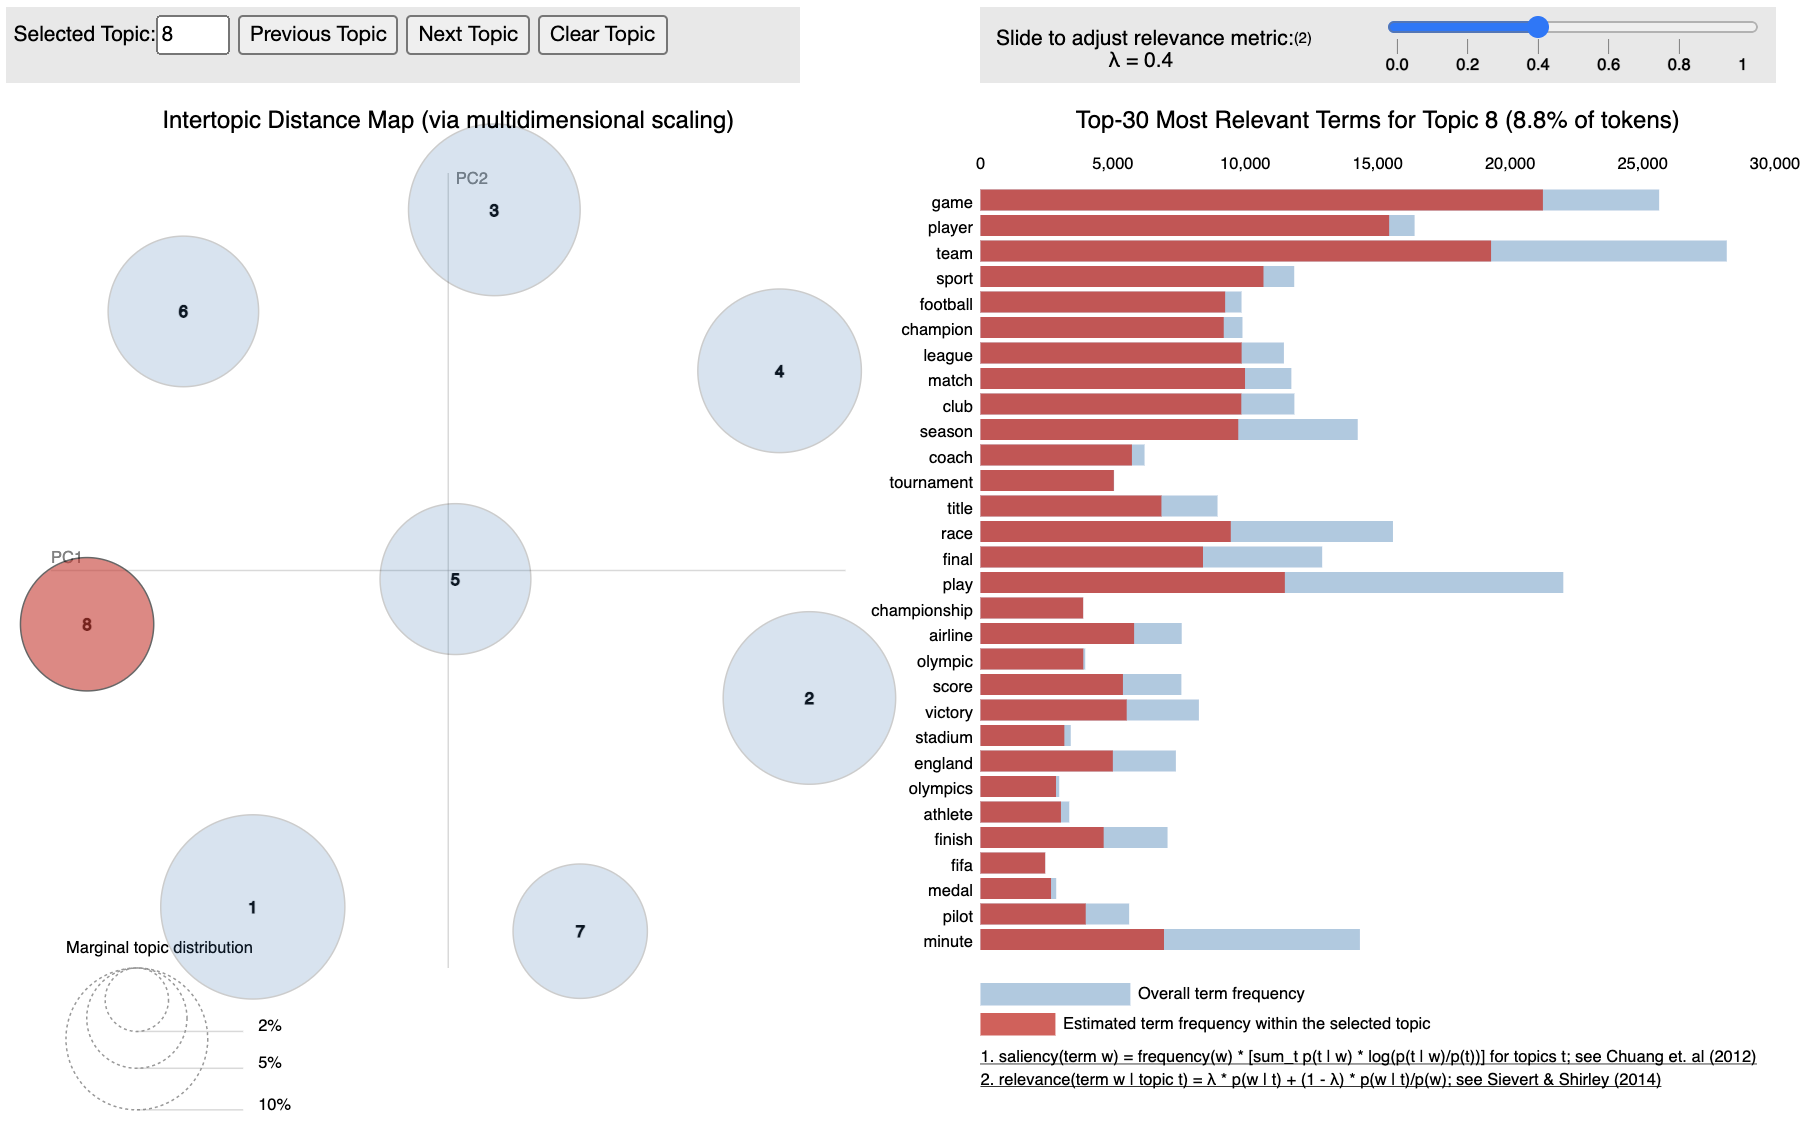 Selected Topic: 8 Previous Topic Next Topic Clear Topic
Slide to adjust relevance metric:(2)
λ = 0.4
0.0 0.2 0.4 0.6 0.8 1
Intertopic Distance Map (via multidimensional scaling)
PC2
3
6
4
5
PC1
8
2
1
7
Marginal topic distribution
2%
5%
10%
Top-30 Most Relevant Terms for Topic 8 (8.8% of tokens)
0 5,000 10,000 15,000 20,000 25,000 30,000
game
player
team
sport
football
champion
league
match
club
season
coach
tournament
title
race
final
play
championship
airline
olympic
score
victory
stadium
england
olympics
athlete
finish
fifa
medal
pilot
minute
Overall term frequency
Estimated term frequency within the selected topic
1. saliency(term w) = frequency(w) * [sum_t p(t | w) * log(p(t | w)/p(t))] for topics t; see Chuang et. al (2012)
2. relevance(term w | topic t) = λ * p(w | t) + (1 - λ) * p(w | t)/p(w); see Sievert & Shirley (2014)